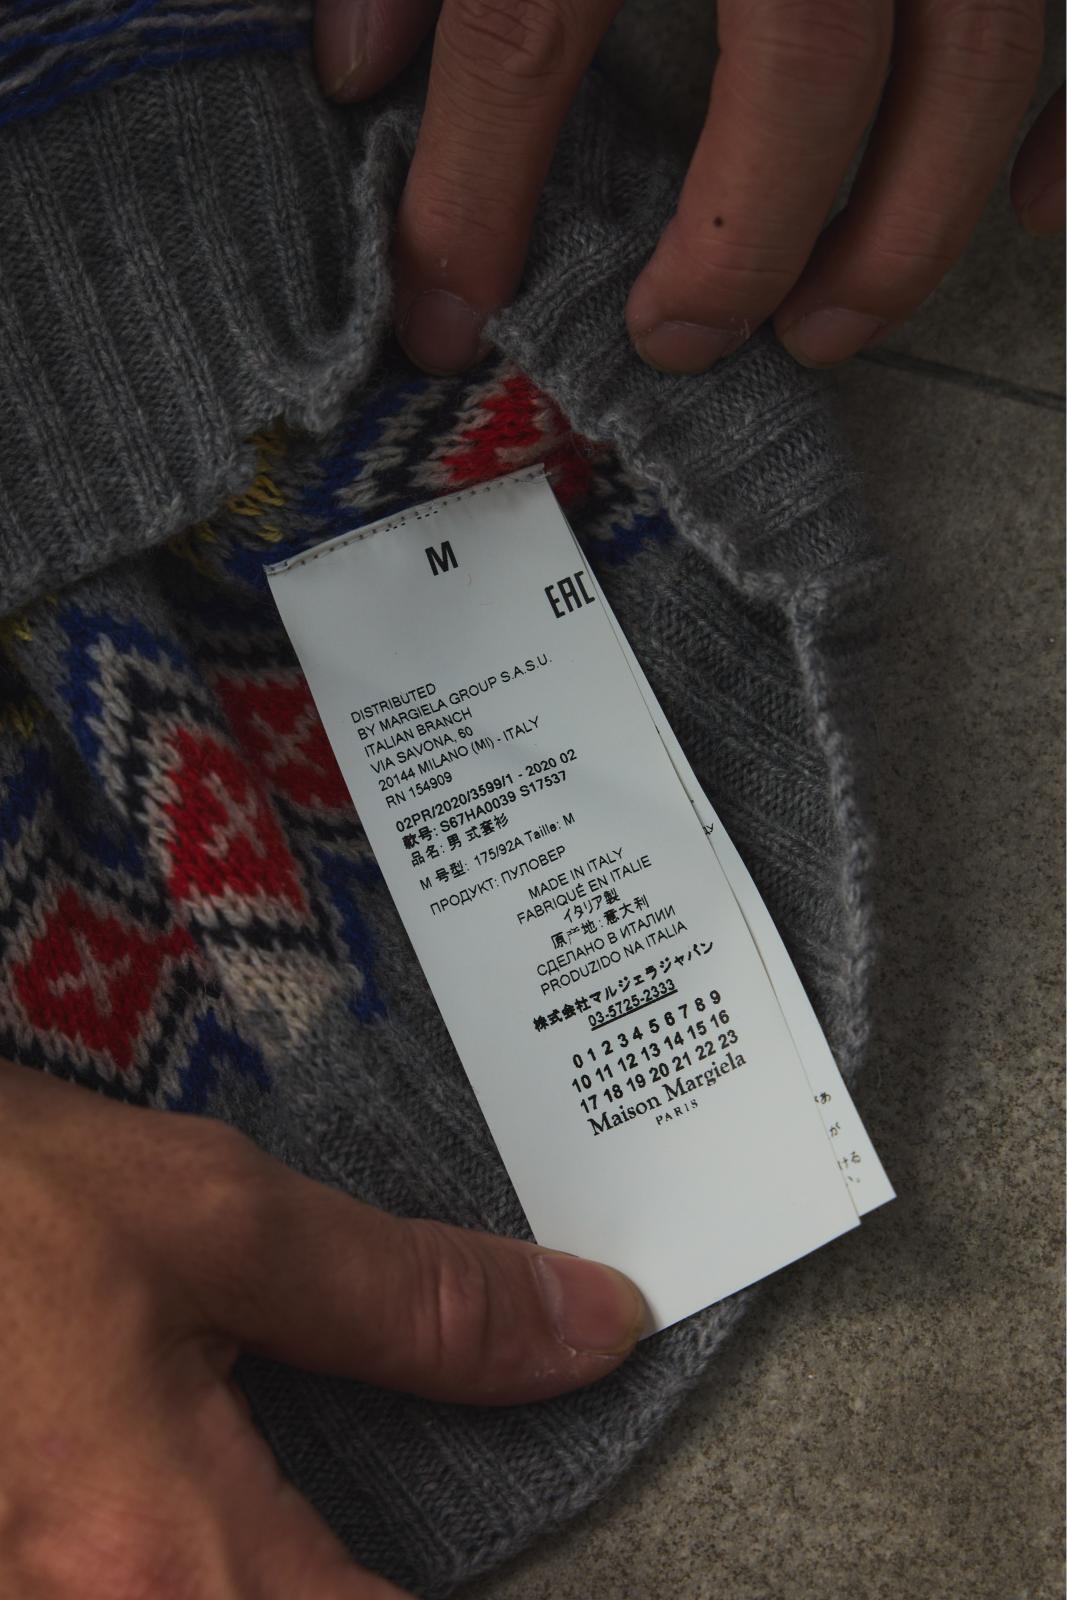 M
EAC
DISTRIBUTED
BY MARGIELA GROUP S.A.S.U.
ITALIAN BRANCH
VIA SAVONA, 60
20144 MILANO (MI) - ITALY
RN 154909
02PR/2020/3599/1 - 2020 02
款号: S67HA0039 S17537
品名: 男 式套衫
M 号型: 175/92A Taille: M
ПРОДУКТ: ПУЛОВЕР
MADE IN ITALY
FABRIQUÉ EN ITALIE
イタリア製
原产地: 意大利
СДЕЛАНО В ИТАЛИИ
PRODUZIDO NA ITALIA
株式会社マルジェラジャパン
03-5725-2333
0 1 2 3 4 5 6 7 8 9
10 11 12 13 14 15 16
17 18 19 20 21 22 23
Maison Margiela
PARIS
あ
が
ける
い。